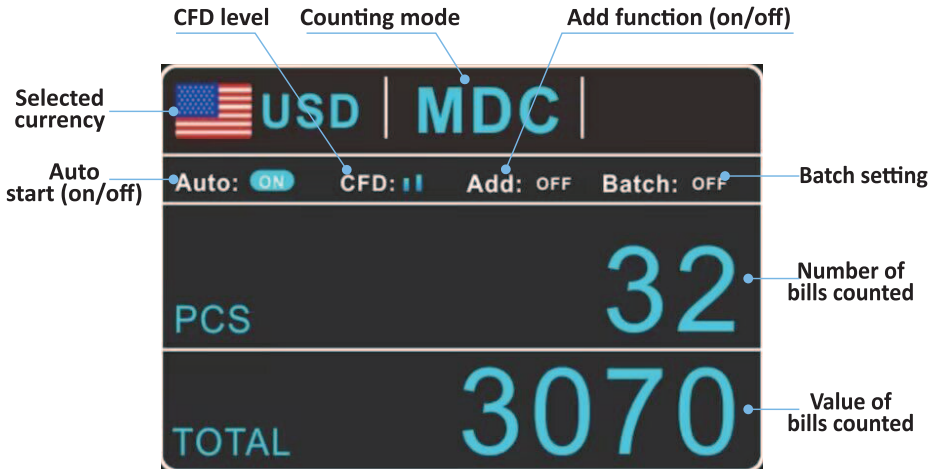 CFD level Counting mode Add function (on/off)
Selected
currency
USD MDC
Auto
start (on/off)
Auto: ON CFD: Add: OFF Batch: OFF
Batch setting
PCS 32
Number of
bills counted
TOTAL 3070
Value of
bills counted